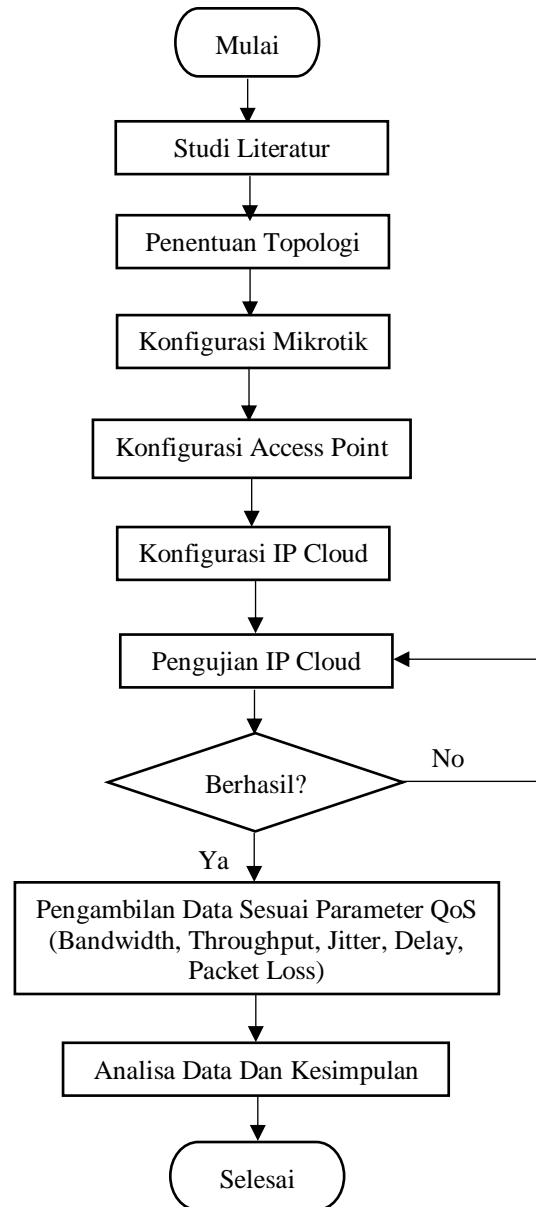 Mulai
Studi Literatur
Penentuan Topologi
Konfigurasi Mikrotik
Konfigurasi Access Point
Konfigurasi IP Cloud
Pengujian IP Cloud
Berhasil?
No
Ya
Pengambilan Data Sesuai Parameter QoS
(Bandwidth, Throughput, Jitter, Delay,
Packet Loss)
Analisa Data Dan Kesimpulan
Selesai